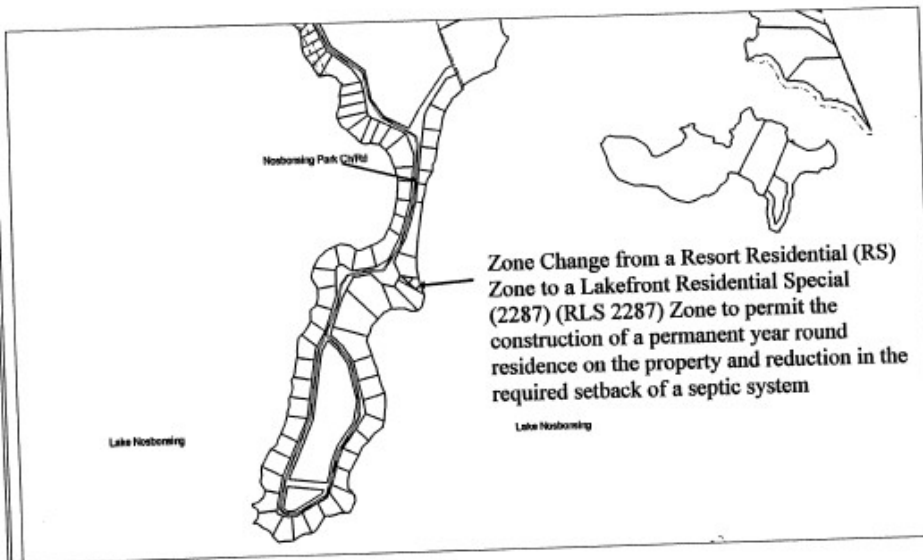 Nosbonsing Park Ch/Rd
Zone Change from a Resort Residential (RS)
Zone to a Lakefront Residential Special
(2287) (RLS 2287) Zone to permit the
construction of a permanent year round
residence on the property and reduction in the
required setback of a septic system
Lake Nosbonsing
Lake Nosbonsing